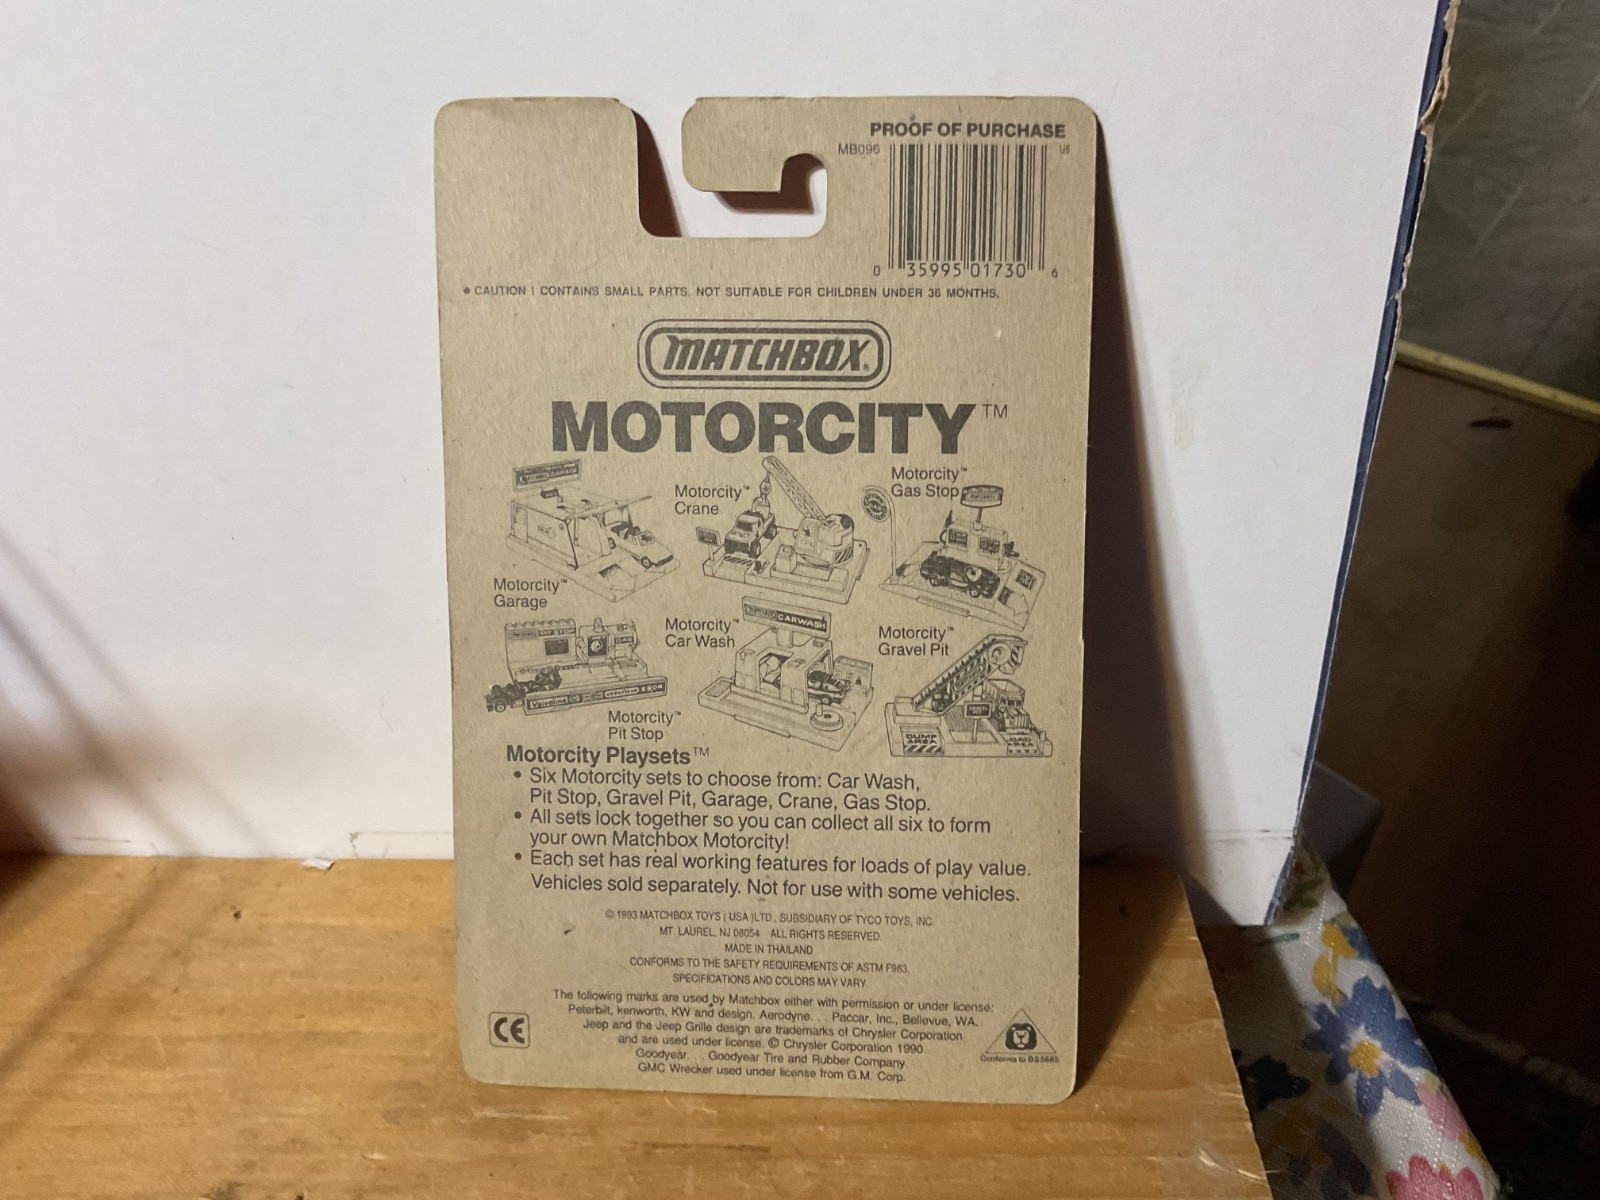 PROOF OF PURCHASE
MB096
US
0 35995 01730 6
• CAUTION ! CONTAINS SMALL PARTS. NOT SUITABLE FOR CHILDREN UNDER 36 MONTHS.
MATCHBOX®
MOTORCITY™
Motorcity™
Garage
Motorcity™
Crane
Motorcity™
Gas Stop
Motorcity™
Pit Stop
Motorcity™
Car Wash
CARWASH
Motorcity™
Gravel Pit
Valvoline
DUMP
AREA
LOAD
AREA
Motorcity Playsets™
• Six Motorcity sets to choose from: Car Wash,
Pit Stop, Gravel Pit, Garage, Crane, Gas Stop.
• All sets lock together so you can collect all six to form
your own Matchbox Motorcity!
• Each set has real working features for loads of play value.
Vehicles sold separately. Not for use with some vehicles.
© 1993 MATCHBOX TOYS ( USA )LTD., SUBSIDIARY OF TYCO TOYS, INC.
MT. LAUREL, NJ 08054 ALL RIGHTS RESERVED.
MADE IN THAILAND
CONFORMS TO THE SAFETY REQUIREMENTS OF ASTM F963.
SPECIFICATIONS AND COLORS MAY VARY.
The following marks are used by Matchbox either with permission or under license:
Peterbilt, kenworth, KW and design. Aerodyne. . . Paccar, Inc., Bellevue, WA.
Jeep and the Jeep Grille design are trademarks of Chrysler Corporation
and are used under license. © Chrysler Corporation 1990.
Goodyear. . . Goodyear Tire and Rubber Company.
GMC Wrecker used under license from G.M. Corp.
CE
Conforms to BS5665